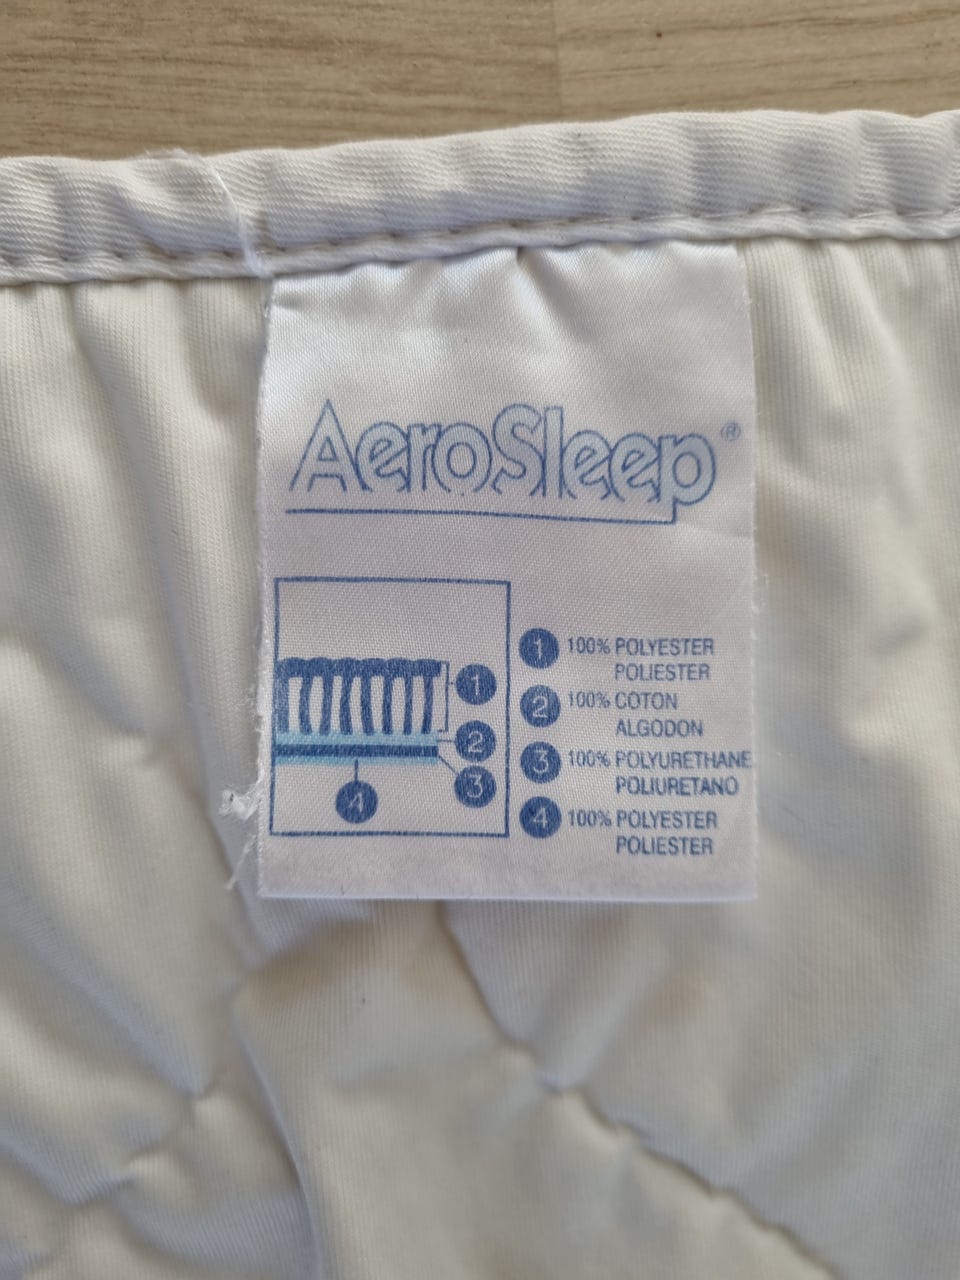 AeroSleep®
1 100% POLYESTER
POLIESTER
2 100% COTON
ALGODON
3 100% POLYURETHANE
POLIURETANO
4 100% POLYESTER
POLIESTER
1
2
3
4